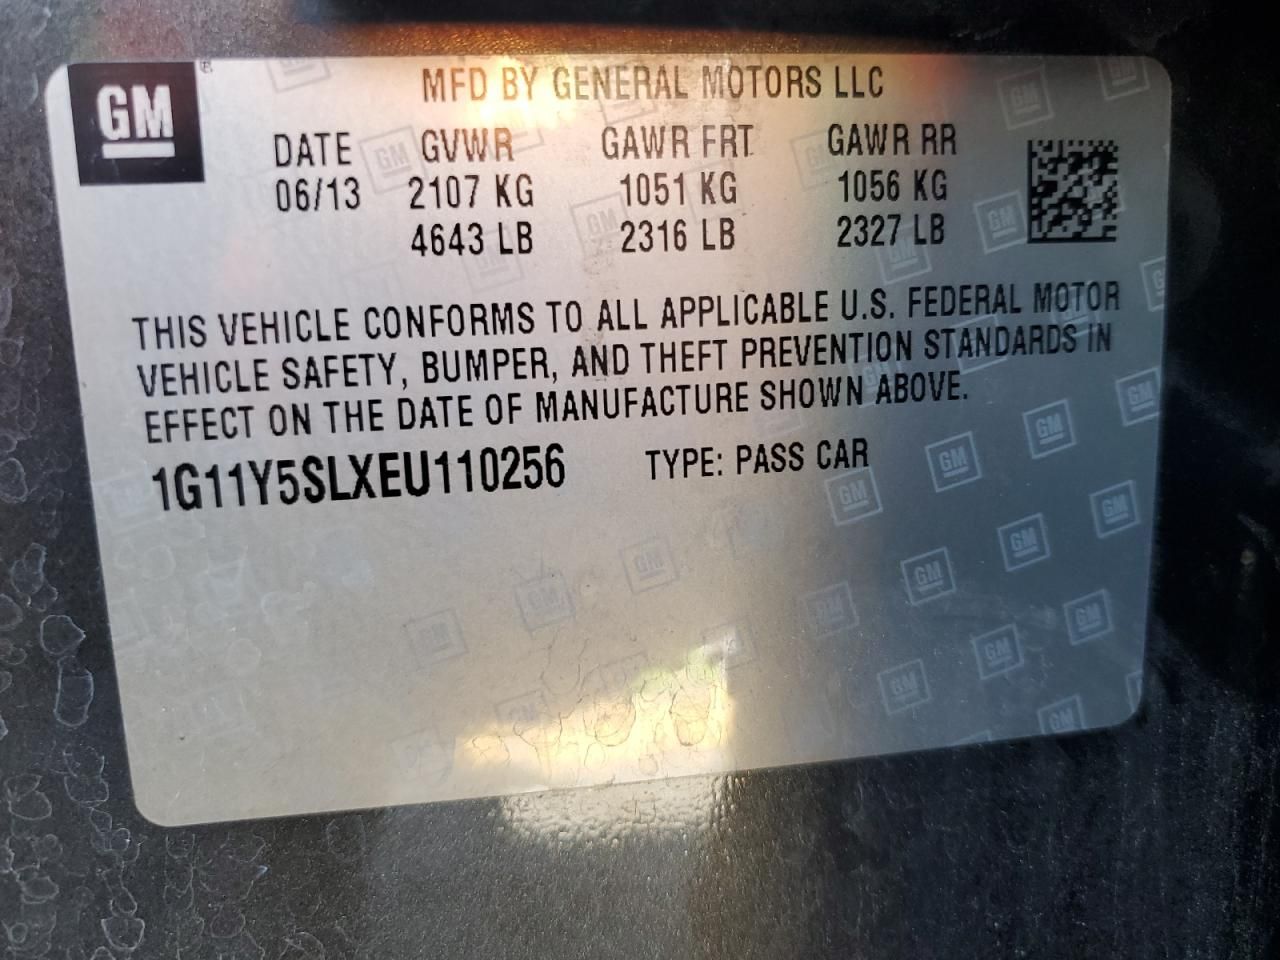 GM
MFD BY GENERAL MOTORS LLC
DATE GVWR GAWR FRT GAWR RR
06/13 2107 KG 1051 KG 1056 KG
4643 LB 2316 LB 2327 LB
THIS VEHICLE CONFORMS TO ALL APPLICABLE U.S. FEDERAL MOTOR
VEHICLE SAFETY, BUMPER, AND THEFT PREVENTION STANDARDS IN
EFFECT ON THE DATE OF MANUFACTURE SHOWN ABOVE.
1G11Y5SLXEU110256 TYPE: PASS CAR